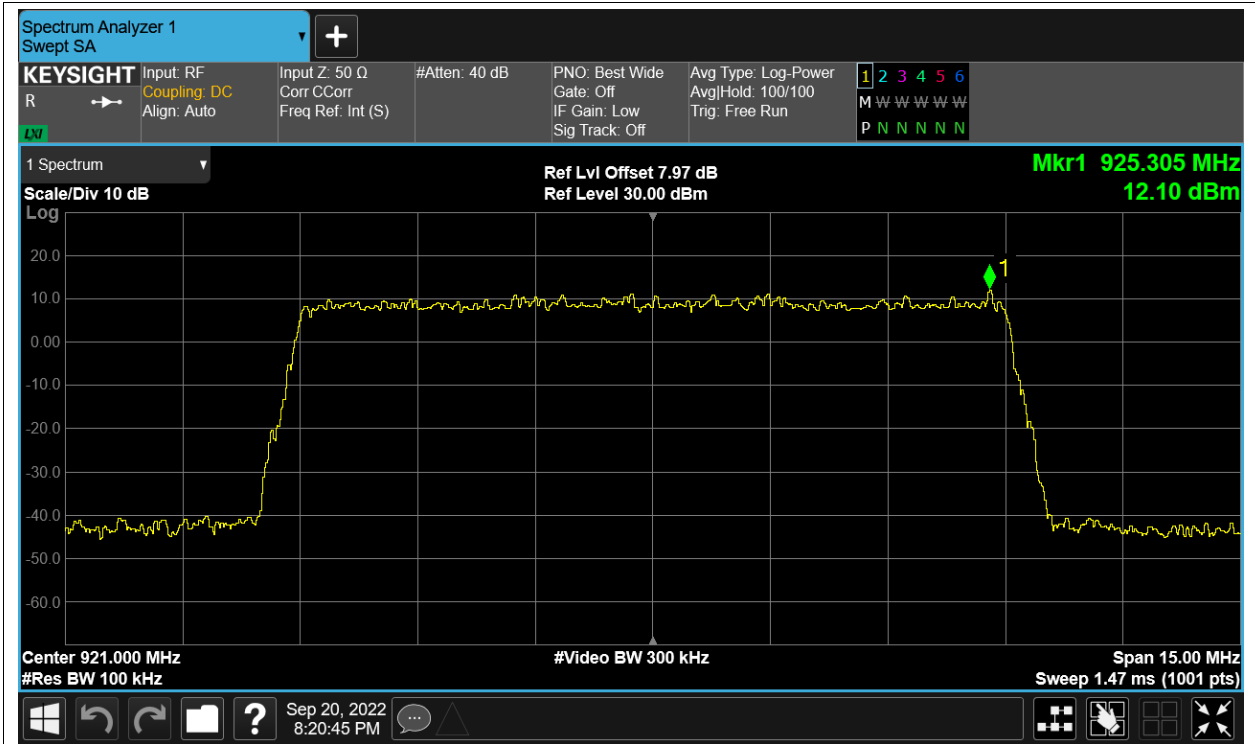 Spectrum Analyzer 1
Swept SA
KEYSIGHT
R
LXI
Input: RF
Coupling: DC
Align: Auto
Input Z: 50 Ω
Corr CCorr
Freq Ref: Int (S)
#Atten: 40 dB
PNO: Best Wide
Gate: Off
IF Gain: Low
Sig Track: Off
Avg Type: Log-Power
Avg|Hold: 100/100
Trig: Free Run
1 2 3 4 5 6
M W W W W W
P N N N N N
1 Spectrum
Scale/Div 10 dB
Log
Ref Lvl Offset 7.97 dB
Ref Level 30.00 dBm
Mkr1 925.305 MHz
12.10 dBm
1
20.0
10.0
0.00
-10.0
-20.0
-30.0
-40.0
-50.0
-60.0
Center 921.000 MHz
#Res BW 100 kHz
#Video BW 300 kHz
Span 15.00 MHz
Sweep 1.47 ms (1001 pts)
?
Sep 20, 2022
8:20:45 PM